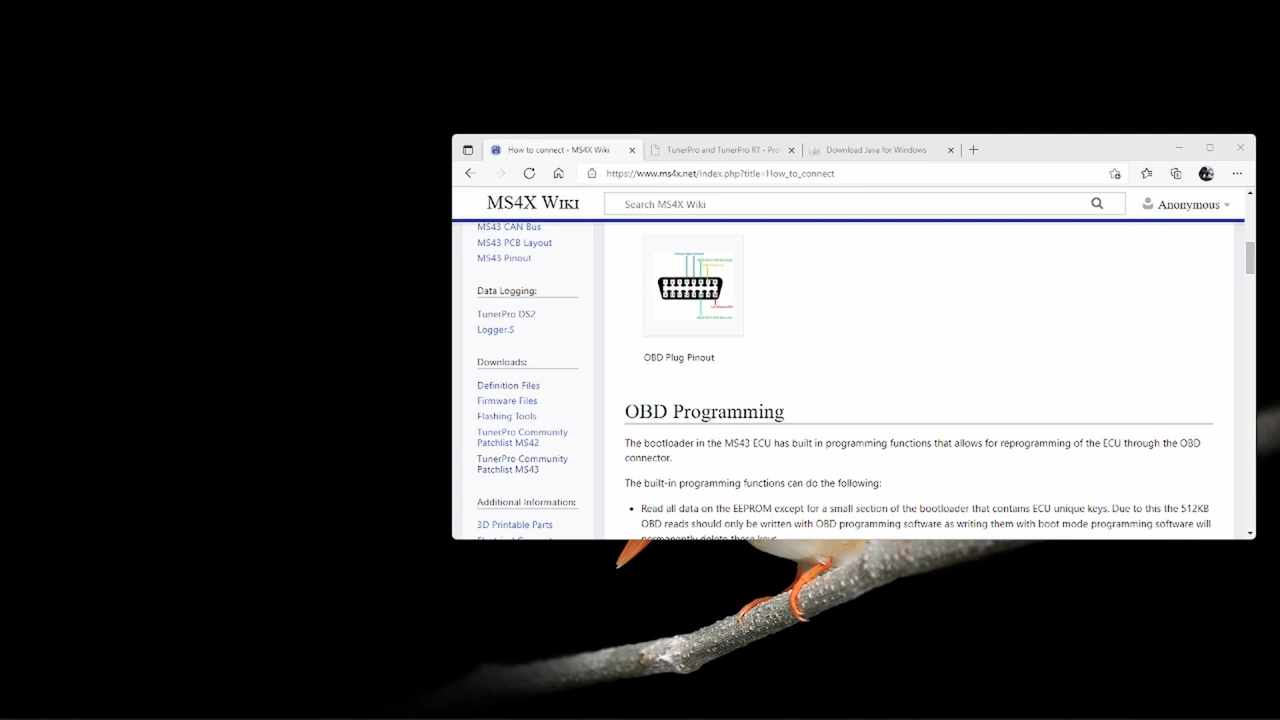 How to connect - MS4X Wiki
TunerPro and TunerPro RT - Pro
Download Java for Windows
https://www.ms4x.net/index.php?title=How_to_connect
MS4X Wiki
Search MS4X Wiki
Anonymous
MS43 CAN Bus
MS43 PCB Layout
MS43 Pinout
Data Logging:
TunerPro DS2
Logger.S
Downloads:
Definition Files
Firmware Files
Flashing Tools
TunerPro Community
Patchlist MS42
TunerPro Community
Patchlist MS43
Additional Information:
3D Printable Parts
OBD Plug Pinout
OBD Programming
The bootloader in the MS43 ECU has built in programming functions that allows for reprogramming of the ECU through the OBD
connector.
The built-in programming functions can do the following:
Read all data on the EEPROM except for a small section of the bootloader that contains ECU unique keys. Due to this the 512KB
OBD reads should only be written with OBD programming software as writing them with boot mode programming software will
permanently delete these keys